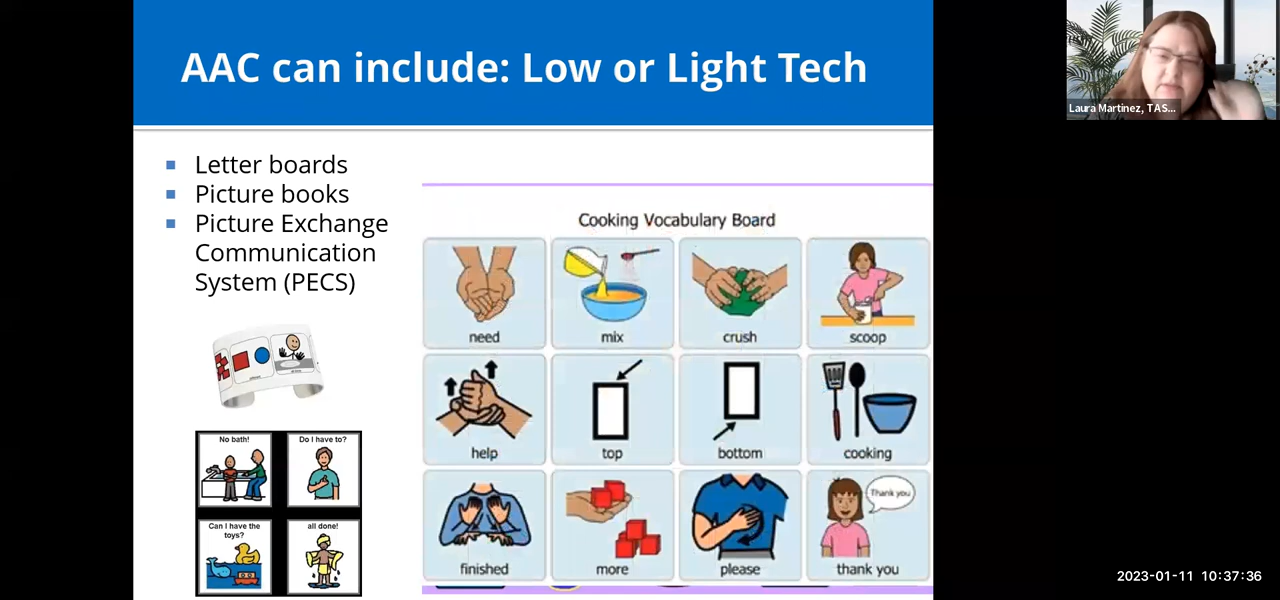 AAC can include: Low or Light Tech
Laura Martinez, TAS...
Letter boards
Picture books
Picture Exchange
Communication
System (PECS)
Cooking Vocabulary Board
need
mix
crush
scoop
help
top
bottom
cooking
Thank you
finished
more
please
thank you
No bath!
Do I have to?
Can I have the
toys?
all done!
2023-01-11 10:37:36